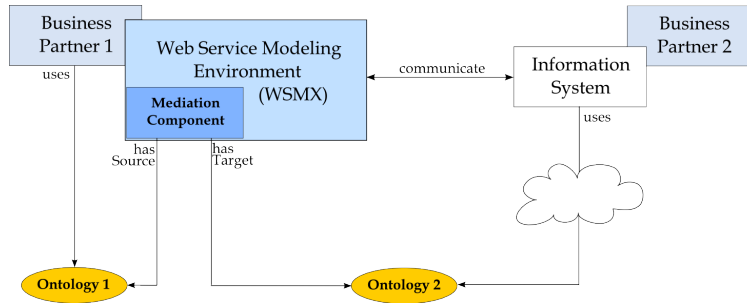 Business
Partner 1
Web Service Modeling
Environment
(WSMX)
Mediation
Component
communicate
Information
System
Business
Partner 2
uses
uses
has
Source
has
Target
Ontology 1
Ontology 2